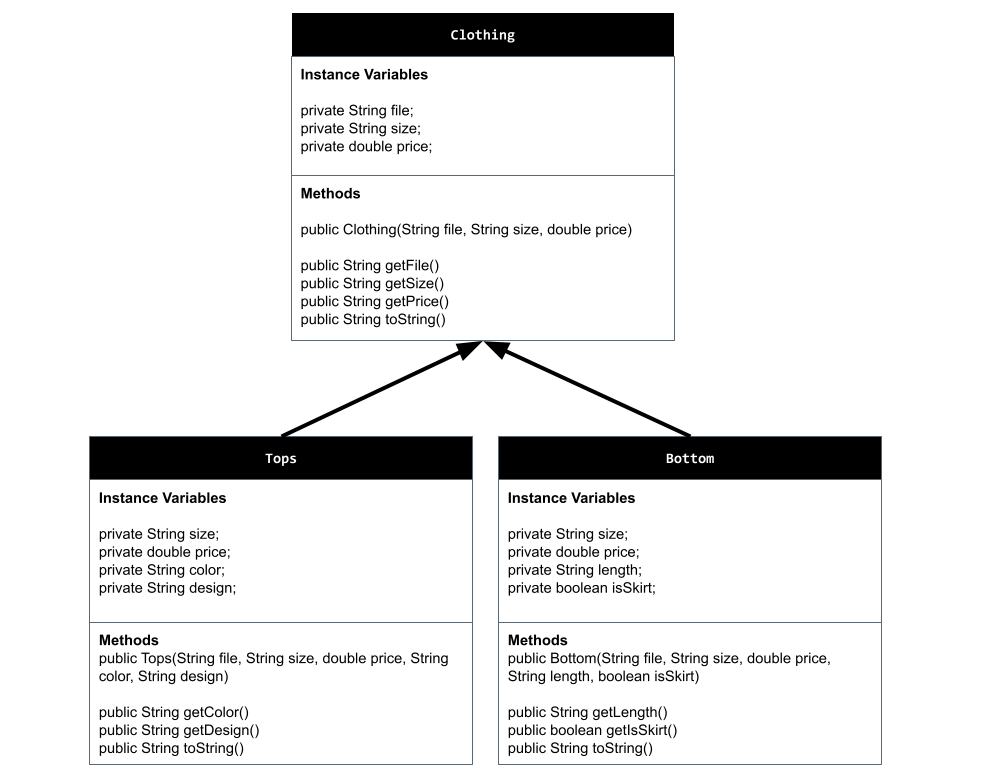 Clothing
Instance Variables
private String file;
private String size;
private double price;
Methods
public Clothing(String file, String size, double price)
public String getFile()
public String getSize()
public String getPrice()
public String toString()
Tops
Instance Variables
private String size;
private double price;
private String color;
private String design;
Methods
public Tops(String file, String size, double price, String
color, String design)
public String getColor()
public String getDesign()
public String toString()
Bottom
Instance Variables
private String size;
private double price;
private String length;
private boolean isSkirt;
Methods
public Bottom(String file, String size, double price,
String length, boolean isSkirt)
public String getLength()
public boolean getIsSkirt()
public String toString()